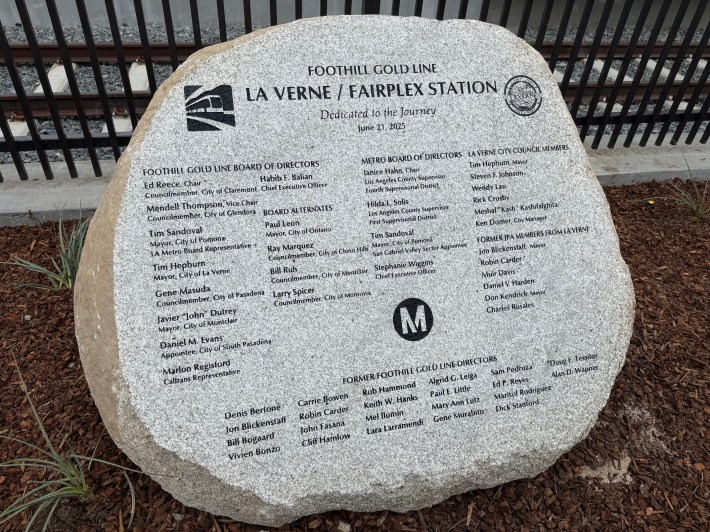 FOOTHILL GOLD LINE
LA VERNE / FAIRPLEX STATION
Dedicated to the Journey
June 21, 2025
FOOTHILL GOLD LINE BOARD OF DIRECTORS
Ed Reece, Chair
Councilmember, City of Claremont
Mendell Thompson, Vice Chair
Councilmember, City of Glendora
Tim Sandoval
Mayor, City of Pomona
LA Metro Board Representative
Tim Hepburn
Mayor, City of La Verne
Gene Masuda
Councilmember, City of Pasadena
Javier "John" Dutrey
Mayor, City of Montclair
Daniel M. Evans
Appointee, City of South Pasadena
Marlon Regisford
Caltrans Representative
Habib F. Balian
Chief Executive Officer
BOARD ALTERNATES
Paul Leon
Mayor, City of Ontario
Ray Marquez
Councilmember, City of Chino Hills
Bill Ruh
Councilmember, City of Montclair
Larry Spicer
Councilmember, City of Monrovia
METRO BOARD OF DIRECTORS
Janice Hahn, Chair
Los Angeles County Supervisor
Fourth Supervisorial District
Hilda L. Solis
Los Angeles County Supervisor
First Supervisorial District
Tim Sandoval
Mayor, City of Pomona
San Gabriel Valley Sector Appointee
Stephanie Wiggins
Chief Executive Officer
LA VERNE CITY COUNCIL MEMBERS
Tim Hepburn, Mayor
Steven F. Johnson
Wendy Lau
Rick Crosby
Meshal "Kash" Kashifalghita
Ken Domer, City Manager
FORMER JPA MEMBERS FROM LA VERNE
Jon Blickenstaff, Mayor
Robin Carder
Muir Davis
Daniel V. Harden
Don Kendrick, Mayor
Charles Rosales
M
FORMER FOOTHILL GOLD LINE DIRECTORS
Denis Bertone
Jon Blickenstaff
Bill Bogaard
Vivien Bonzo
Carrie Bowen
Robin Carder
John Fasana
Cliff Hamlow
Rob Hammond
Keith W. Hanks
Mel Ilomin
Lara Larramendi
Algird G. Leiga
Paul E. Little
Mary Ann Lutz
Gene Murabito
Sam Pedroza
Ed P. Reyes
Marisol Rodriguez
Dick Stanford
Doug F. Tessitor
Alan D. Wapner